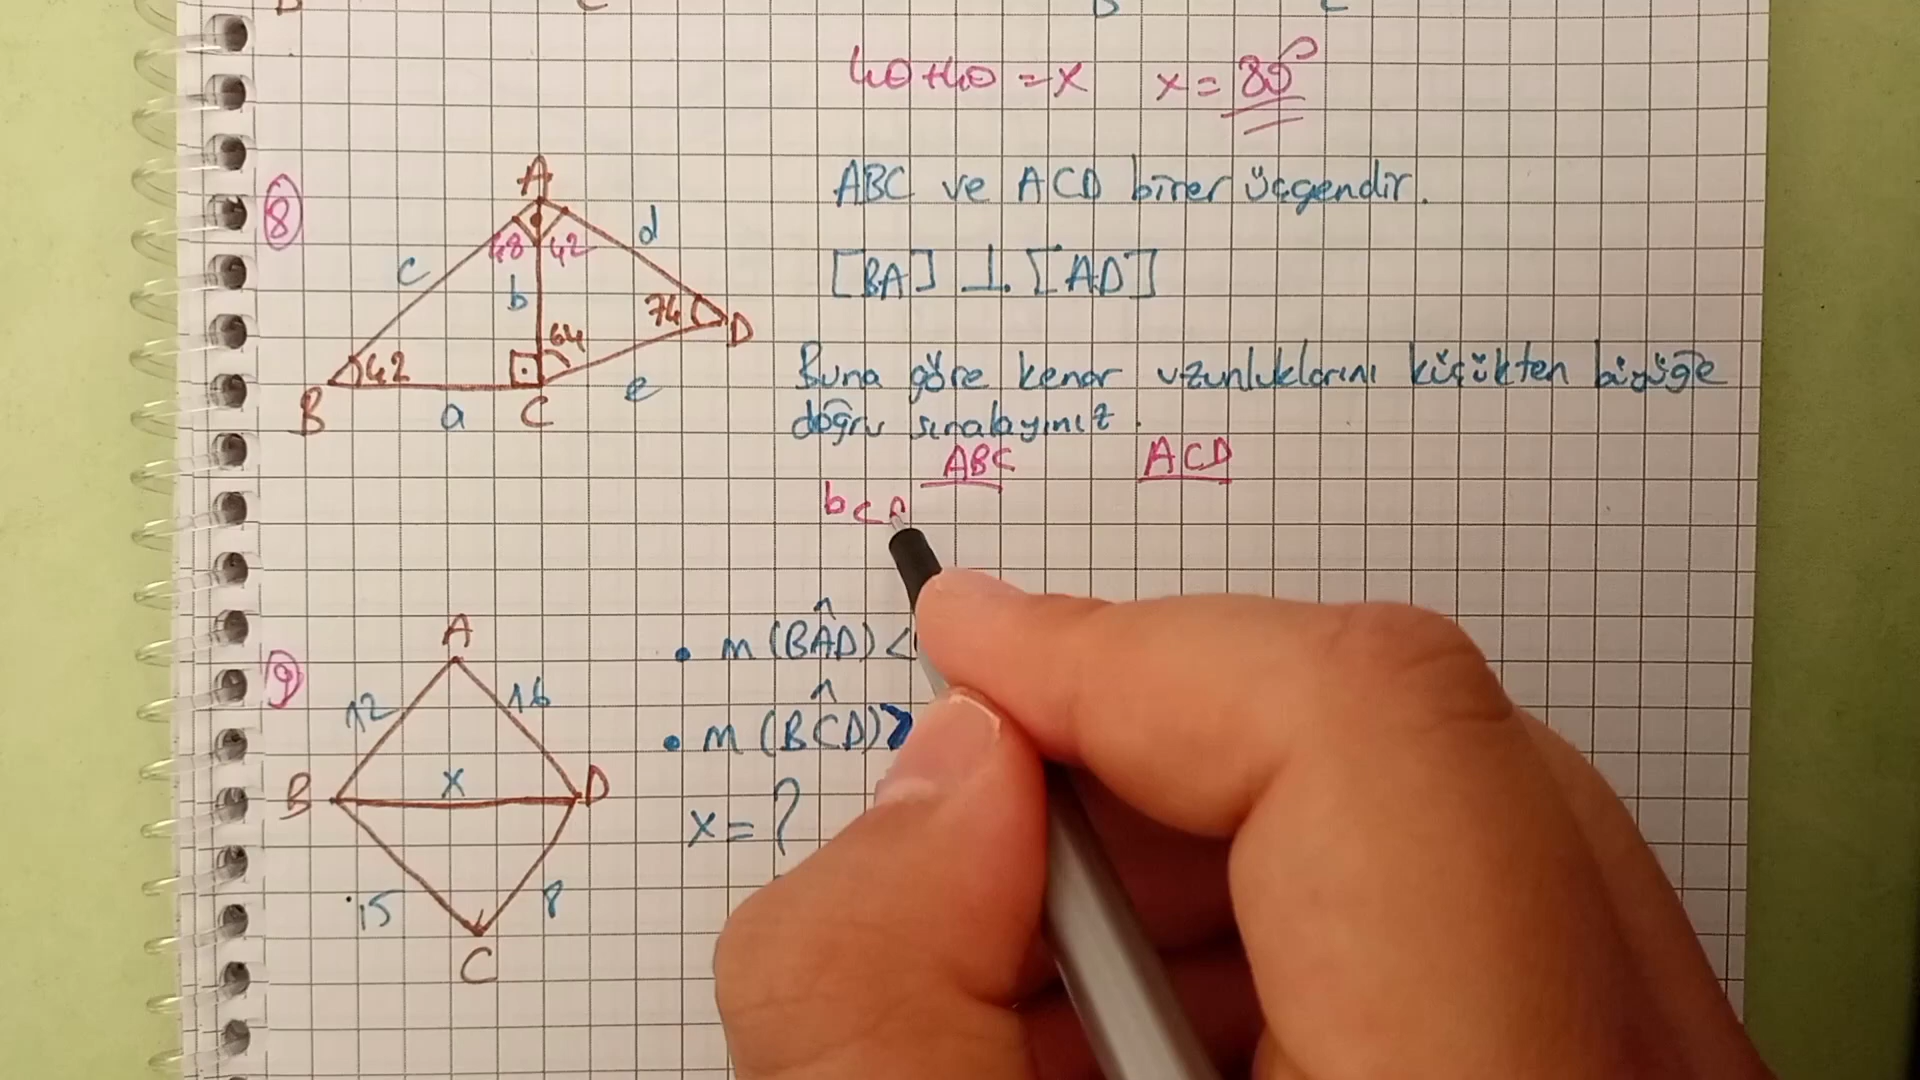 40+40 = x x = 80°
8
A
48 42
c
d
b
74
D
64
42
B
a
C
e
ABC ve ACD birer üçgendir.
[BA] ⊥ [AD]
Buna göre kenar uzunluklarını küçükten büyüğe
doğru sıralayınız.
ABC ACD
b <
9
A
12
16
B
x
D
15
8
C
• m(BÂD) <
• m(BĈD) >
x = ?